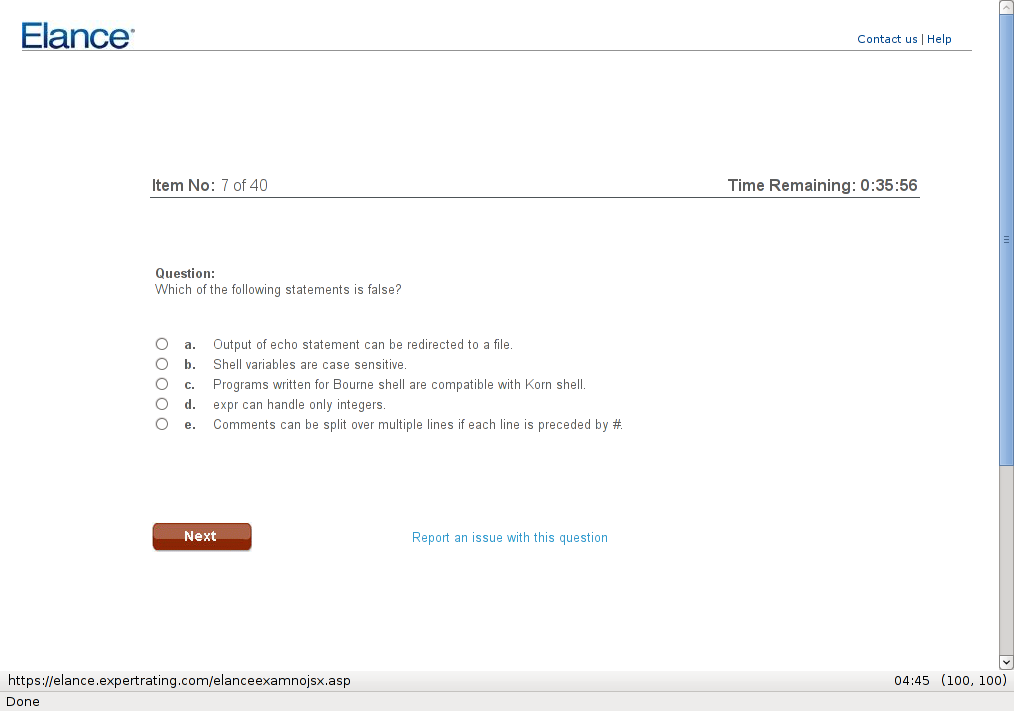 Elance
Contact us | Help
Item No: 7 of 40
Time Remaining: 0:35:56
Question:
Which of the following statements is false?
a. Output of echo statement can be redirected to a file.
b. Shell variables are case sensitive.
c. Programs written for Bourne shell are compatible with Korn shell.
d. expr can handle only integers.
e. Comments can be split over multiple lines if each line is preceded by #.
Next
Report an issue with this question
https://elance.expertrating.com/elanceexamnojsx.asp
04:45 (100, 100)
Done